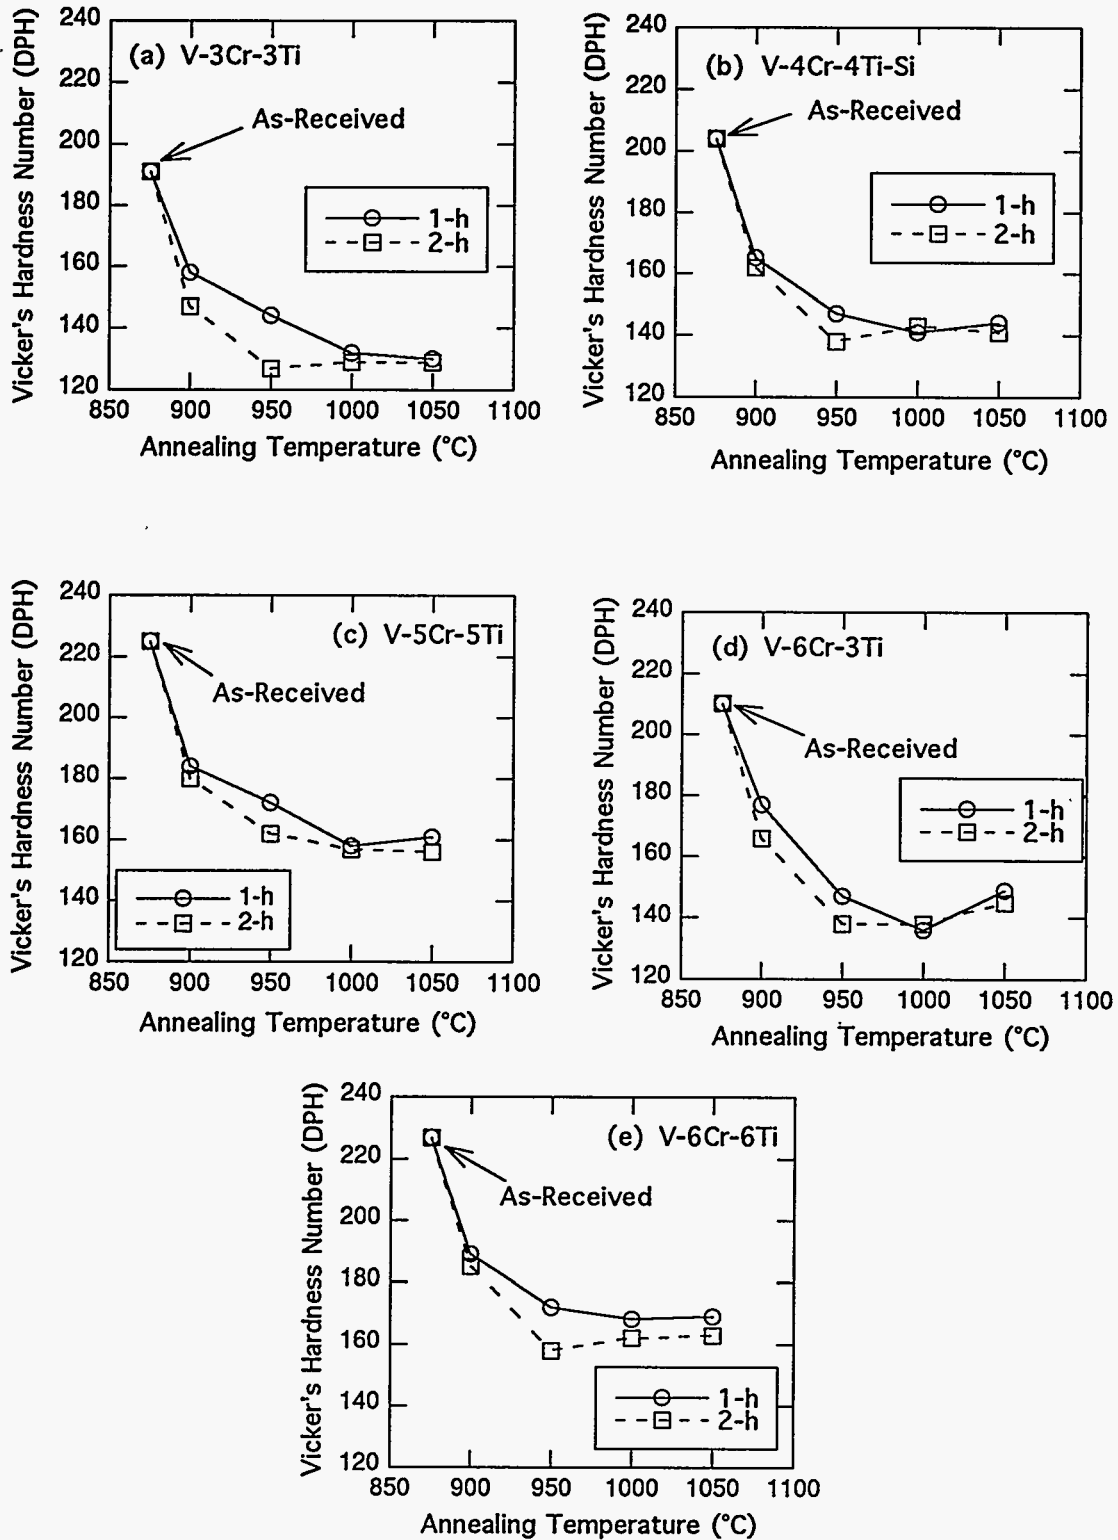 Vicker's Hardness Number (DPH)
240
220
200
180
160
140
120
(a) V-3Cr-3Ti
As-Received
1-h
2-h
850 900 950 1000 1050 1100
Annealing Temperature (°C)
Vicker's Hardness Number (DPH)
240
220
200
180
160
140
120
(b) V-4Cr-4Ti-Si
As-Received
1-h
2-h
850 900 950 1000 1050 1100
Annealing Temperature (°C)
Vicker's Hardness Number (DPH)
240
220
200
180
160
140
120
(c) V-5Cr-5Ti
As-Received
1-h
2-h
850 900 950 1000 1050 1100
Annealing Temperature (°C)
Vicker's Hardness Number (DPH)
240
220
200
180
160
140
120
(d) V-6Cr-3Ti
As-Received
1-h
2-h
850 900 950 1000 1050 1100
Annealing Temperature (°C)
Vicker's Hardness Number (DPH)
240
220
200
180
160
140
120
(e) V-6Cr-6Ti
As-Received
1-h
2-h
850 900 950 1000 1050 1100
Annealing Temperature (°C)